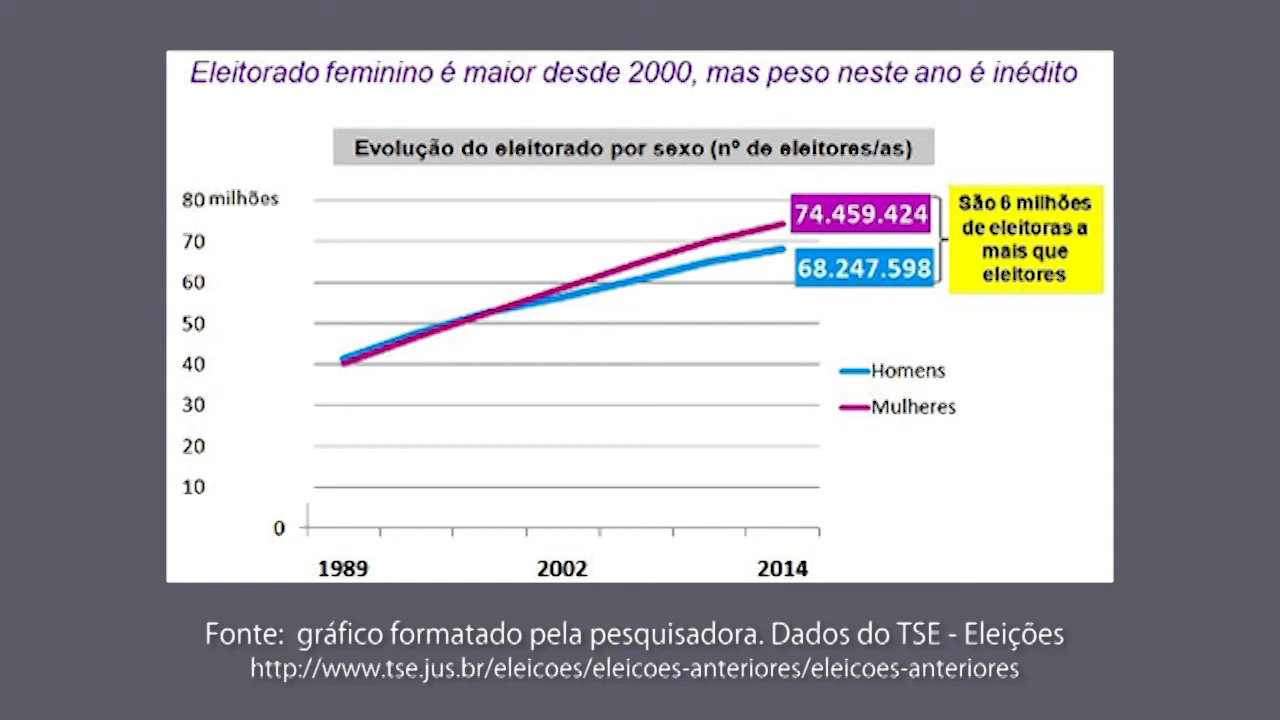 Eleitorado feminino é maior desde 2000, mas peso neste ano é inédito
Evolução do eleitorado por sexo (nº de eleitores/as)
80 milhões
70
60
50
40
30
20
10
0
74.459.424
68.247.598
São 6 milhões
de eleitoras a
mais que
eleitores
Homens
Mulheres
1989
2002
2014
Fonte: gráfico formatado pela pesquisadora. Dados do TSE - Eleições
http://www.tse.jus.br/eleicoes/eleicoes-anteriores/eleicoes-anteriores